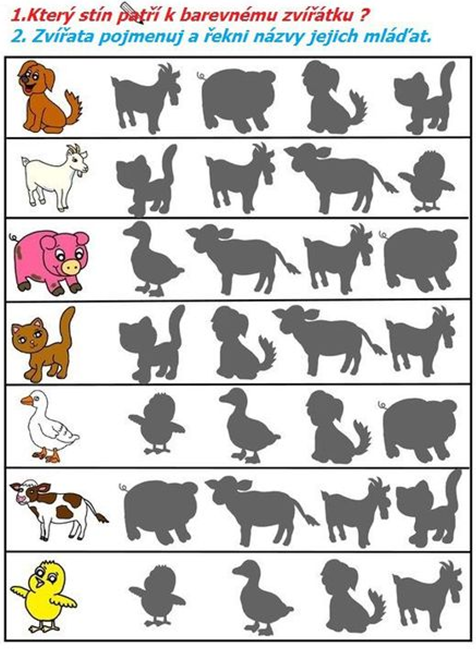 1.Který stín patří k barevnému zvířátku ?
2. Zvířata pojmenuj a řekni názvy jejich mláďat.